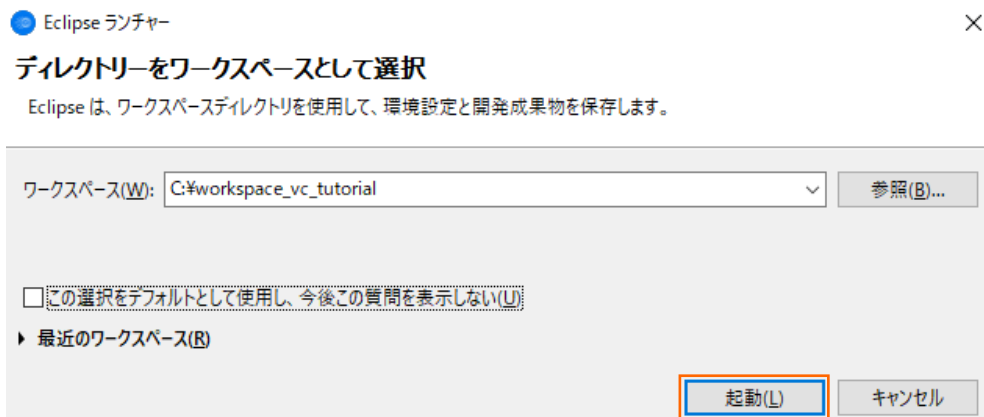 Eclipse ランチャー
ディレクトリーをワークスペースとして選択
Eclipse は、ワークスペースディレクトリを使用して、環境設定と開発成果物を保存します。
ワークスペース(W): C:¥workspace_vc_tutorial 参照(B)...
この選択をデフォルトとして使用し、今後この質問を表示しない(U)
最近のワークスペース(R)
起動(L) キャンセル